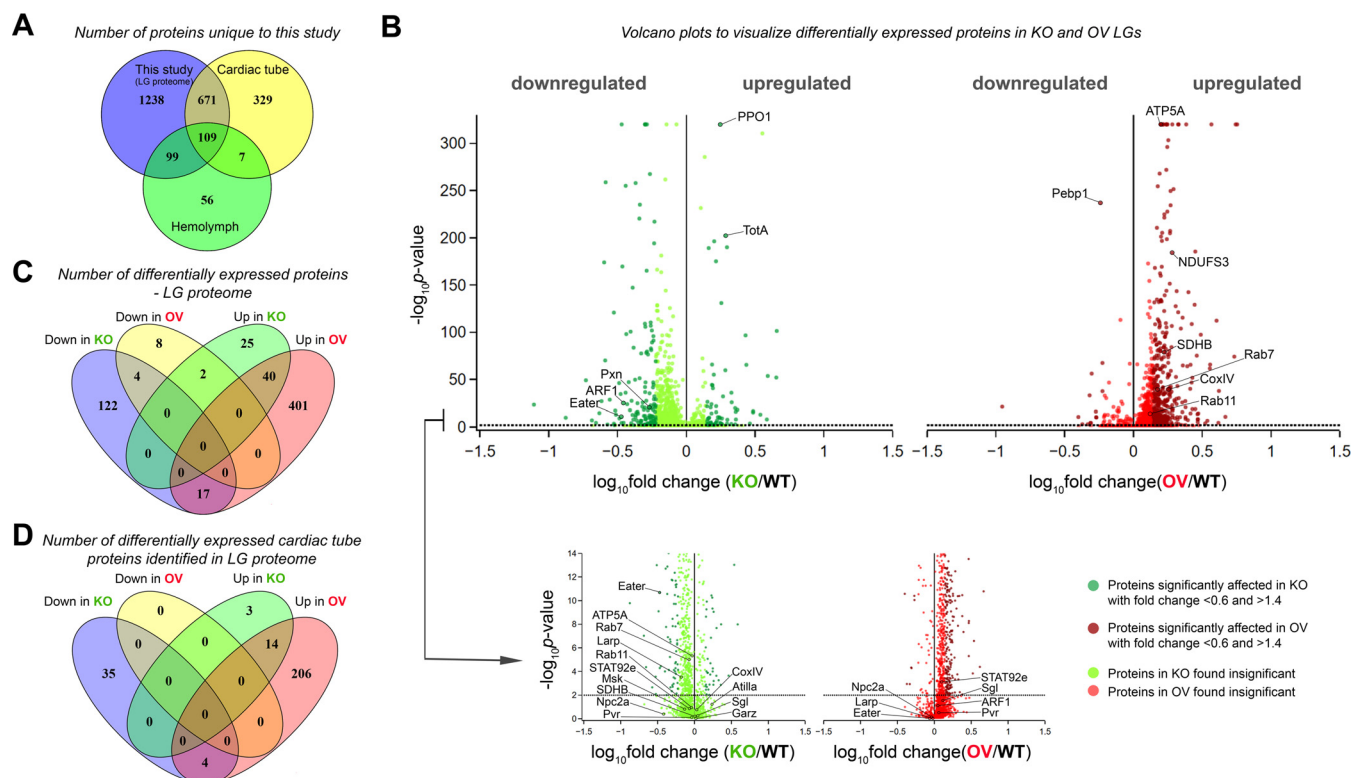 A
Number of proteins unique to this study
This study
(LG proteome)
Cardiac tube
1238
671
329
109
99
7
56
Hemolymph
B
Volcano plots to visualize differentially expressed proteins in KO and OV LGs
downregulated
upregulated
downregulated
upregulated
PPO1
TotA
Pxn
ARF1
Eater
300
250
200
150
100
50
0
-log10p-value
−1.5
−1
−0.5
0
0.5
1
1.5
log10fold change (KO/WT)
ATP5A
Pebp1
NDUFS3
SDHB
Rab7
CoxIV
Rab11
−1.5
−1
−0.5
0
0.5
1
1.5
log10fold change(OV/WT)
C
Number of differentially expressed proteins
- LG proteome
Down in OV
Up in KO
Down in KO
Up in OV
8
25
4
2
40
122
0
0
401
0
0
0
0
0
17
D
Number of differentially expressed cardiac tube
proteins identified in LG proteome
Down in OV
Up in KO
Down in KO
Up in OV
0
3
0
0
14
35
0
0
206
0
0
0
0
0
4
14
12
10
8
6
4
2
0
-log10p-value
Eater
ATP5A
Rab7
Larp
Rab11
STAT92e
Msk
SDHB
Npc2a
Pvr
CoxIV
Atilla
Sgl
Garz
−1.5
−1
−0.5
0
0.5
1
1.5
log10fold change (KO/WT)
Npc2a
Larp
Eater
STAT92e
Sgl
ARF1
Pvr
−1.5
−1
−0.5
0
0.5
1
1.5
log10fold change(OV/WT)
Proteins significantly affected in KO
with fold change <0.6 and >1.4
Proteins significantly affected in OV
with fold change <0.6 and >1.4
Proteins in KO found insignificant
Proteins in OV found insignificant